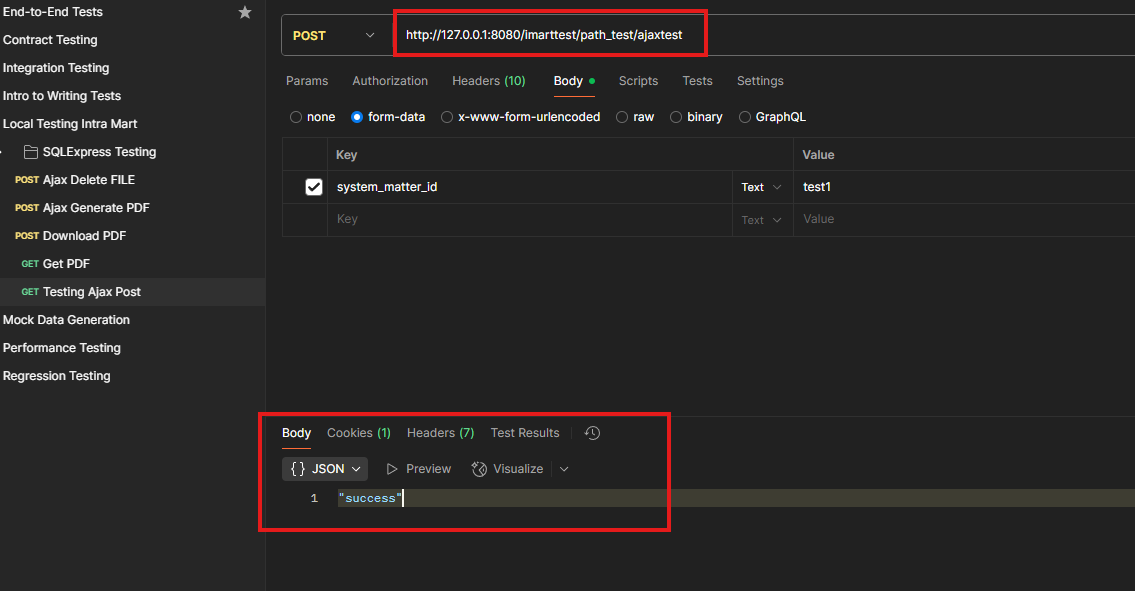 End-to-End Tests
Contract Testing
Integration Testing
Intro to Writing Tests
Local Testing Intra Mart
SQLExpress Testing
POST Ajax Delete FILE
POST Ajax Generate PDF
POST Download PDF
GET Get PDF
GET Testing Ajax Post
Mock Data Generation
Performance Testing
Regression Testing
POST http://127.0.0.1:8080/imarttest/path_test/ajaxtest
Params Authorization Headers (10) Body Scripts Tests Settings
none form-data x-www-form-urlencoded raw binary GraphQL
Key Value
system_matter_id Text test1
Key Text Value
Body Cookies (1) Headers (7) Test Results
{} JSON Preview Visualize
1 "success"